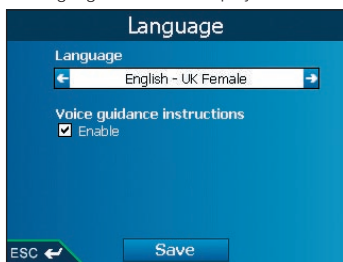 Language
Language
English - UK Female
Voice guidance instructions
Enable
ESC
Save